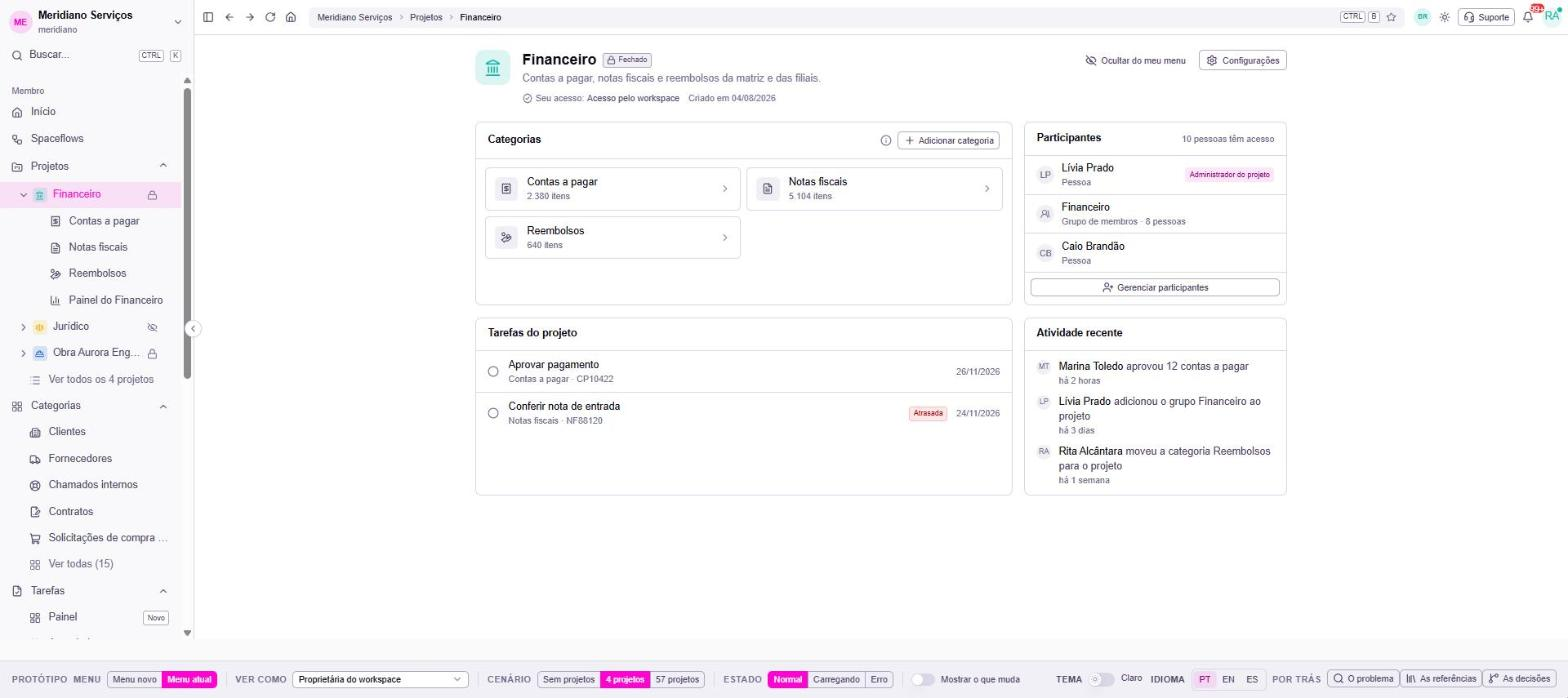 ME
Meridiano Serviços
meridiano
Buscar...
CTRL K
Membro
Início
Spaceflows
Projetos
Financeiro
Contas a pagar
Notas fiscais
Reembolsos
Painel do Financeiro
Jurídico
Obra Aurora Eng...
Ver todos os 4 projetos
Categorias
Clientes
Fornecedores
Chamados internos
Contratos
Solicitações de compra ...
Ver todas (15)
Tarefas
Painel
Novo
Meridiano Serviços > Projetos > Financeiro
CTRL B
BR
Suporte
99+
RA
Financeiro
Fechado
Contas a pagar, notas fiscais e reembolsos da matriz e das filiais.
Seu acesso: Acesso pelo workspace Criado em 04/08/2026
Ocultar do meu menu
Configurações
Categorias
Adicionar categoria
Contas a pagar
2.380 itens
Notas fiscais
5.104 itens
Reembolsos
640 itens
Participantes
10 pessoas têm acesso
LP
Lívia Prado
Pessoa
Administrador do projeto
Financeiro
Grupo de membros · 8 pessoas
CB
Caio Brandão
Pessoa
Gerenciar participantes
Tarefas do projeto
Aprovar pagamento
Contas a pagar · CP10422
26/11/2026
Conferir nota de entrada
Notas fiscais · NF88120
Atrasada
24/11/2026
Atividade recente
MT
Marina Toledo aprovou 12 contas a pagar
há 2 horas
LP
Lívia Prado adicionou o grupo Financeiro ao
projeto
há 3 dias
RA
Rita Alcântara moveu a categoria Reembolsos
para o projeto
há 1 semana
PROTÓTIPO MENU Menu novo Menu atual VER COMO Proprietária do workspace CENÁRIO Sem projetos 4 projetos 57 projetos ESTADO Normal Carregando Erro Mostrar o que muda TEMA Claro IDIOMA PT EN ES POR TRÁS O problema As referências As decisões